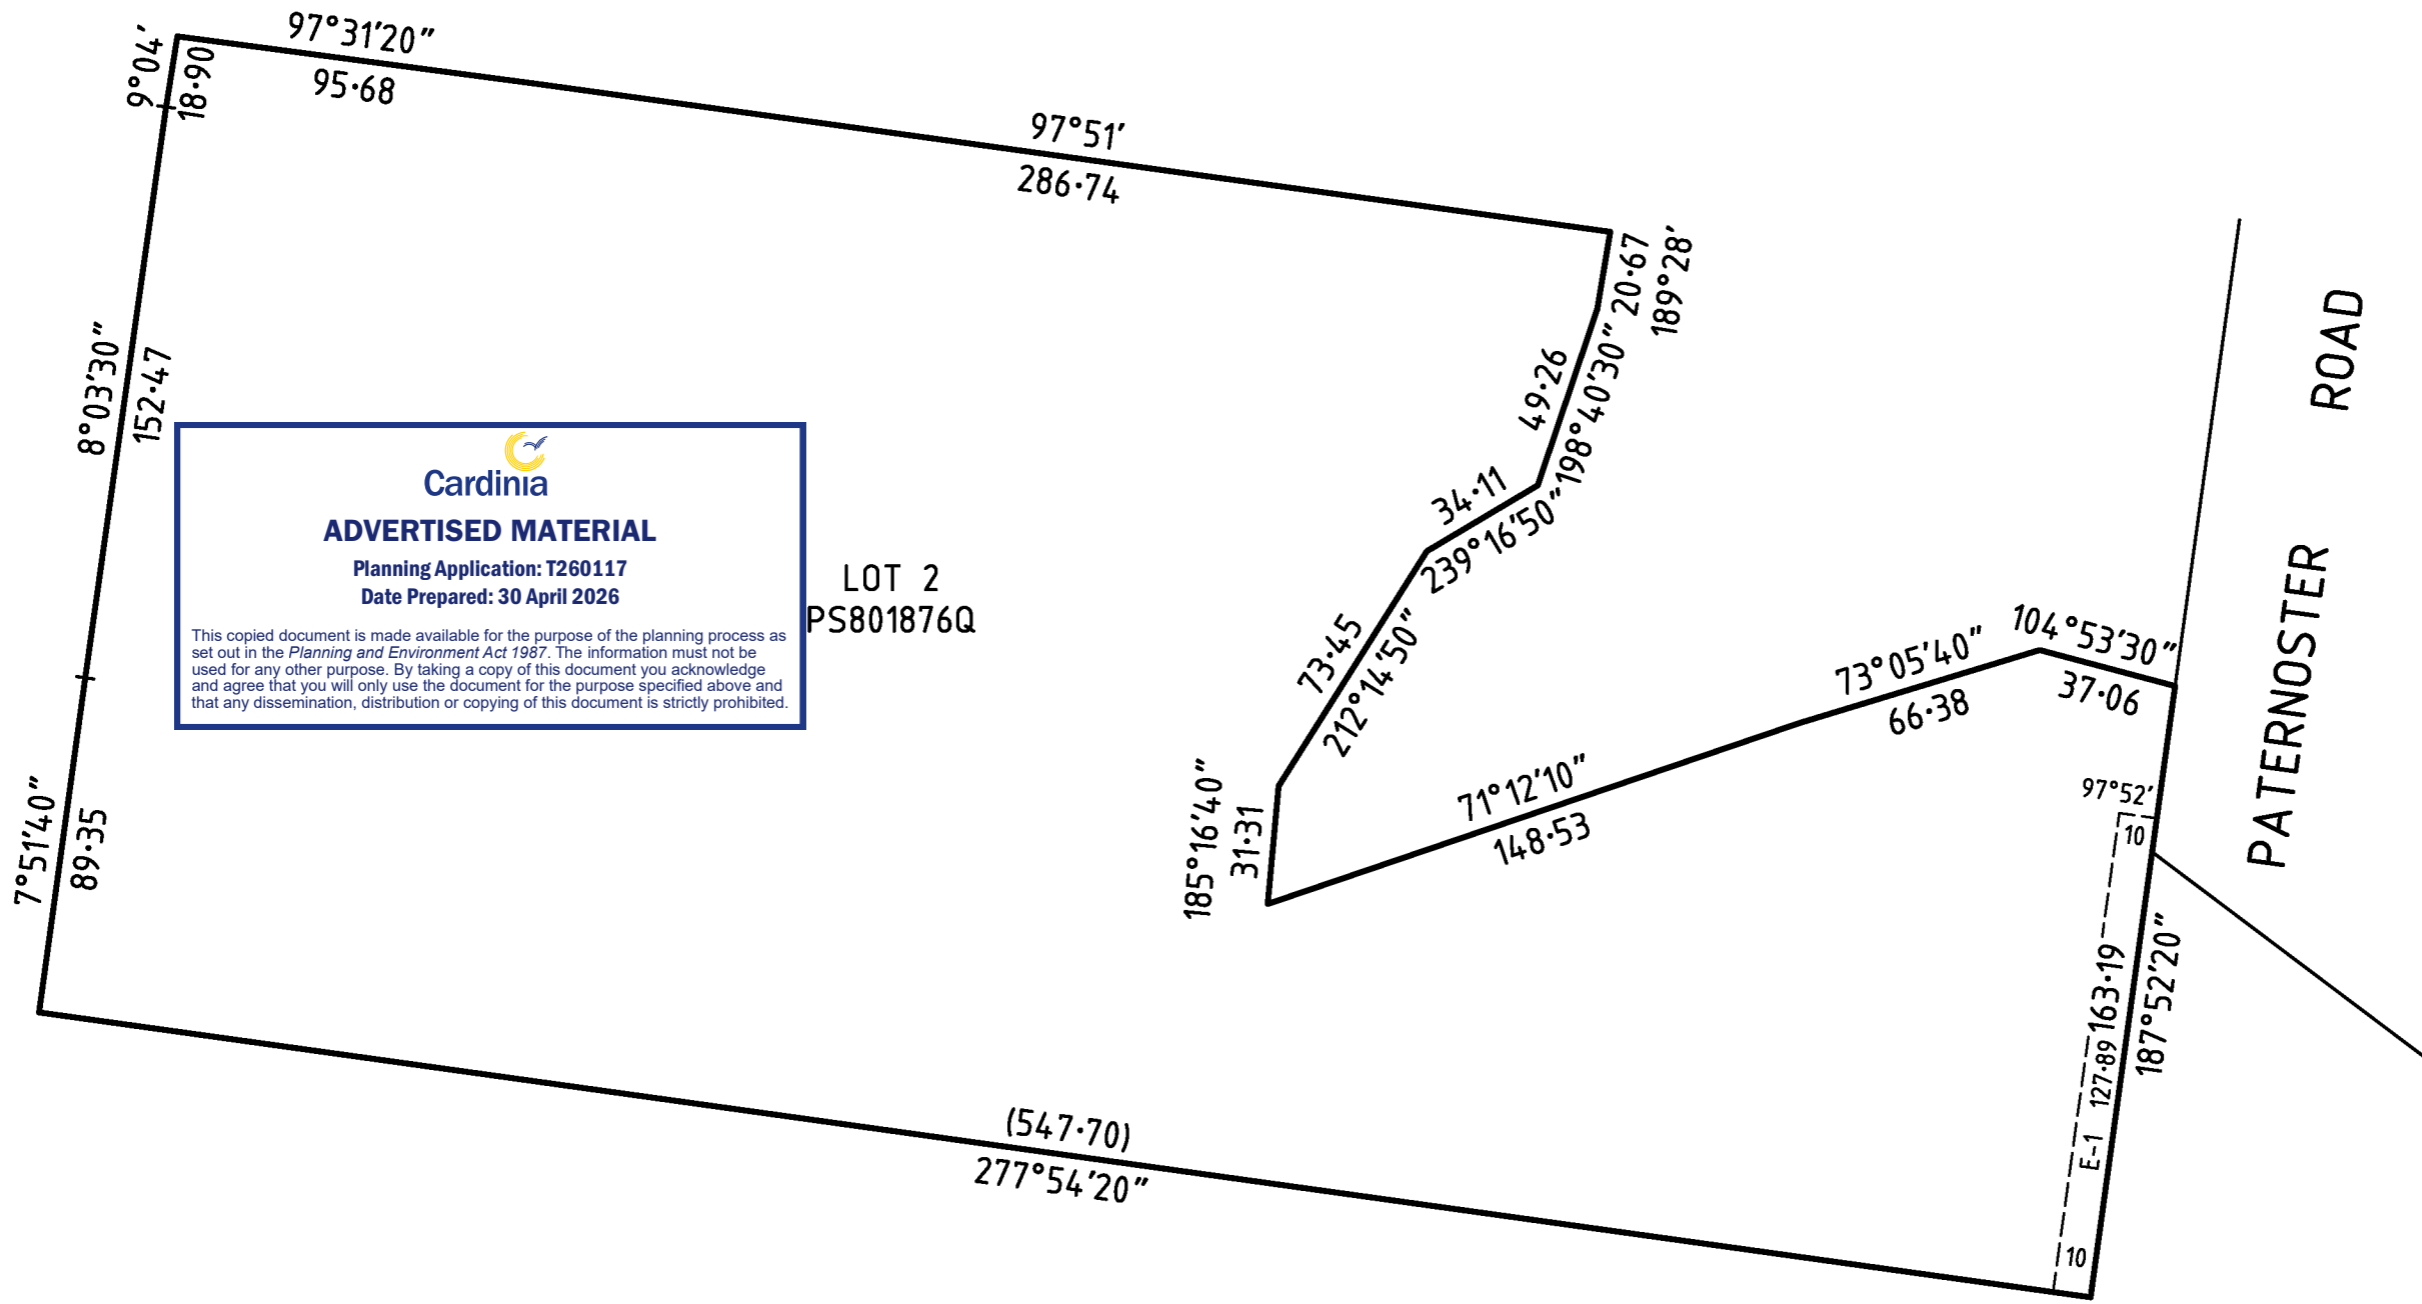 97°31'20"
95·68
9°04'
18·90
97°51'
286·74
20·67
189°28'
49·26
198°40'30"
34·11
239°16'50"
73·45
212°14'50"
185°16'40"
31·31
71°12'10"
148·53
73°05'40"
66·38
104°53'30"
37·06
PATERNOSTER ROAD
97°52'
10
163·19
187°52'20"
127·89
E-1
10
8°03'30"
152·47
7°51'40"
89·35
(547·70)
277°54'20"
LOT 2
PS801876Q
Cardinia
ADVERTISED MATERIAL
Planning Application: T260117
Date Prepared: 30 April 2026
This copied document is made available for the purpose of the planning process as
set out in the Planning and Environment Act 1987. The information must not be
used for any other purpose. By taking a copy of this document you acknowledge
and agree that you will only use the document for the purpose specified above and
that any dissemination, distribution or copying of this document is strictly prohibited.